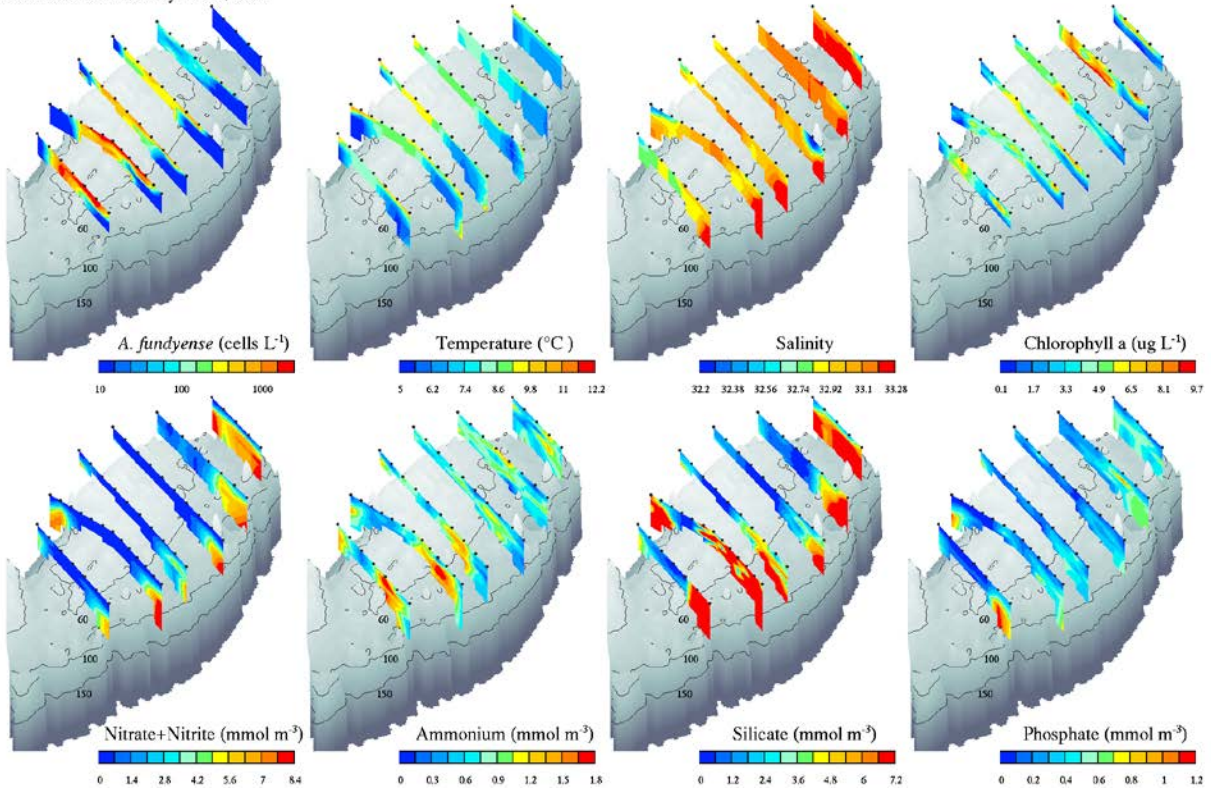 60
100
150
60
100
150
60
100
150
60
100
150
A. fundyense (cells L⁻¹)
Temperature (°C )
Salinity
Chlorophyll a (ug L⁻¹)
10 100 1000
5 6.2 7.4 8.6 9.8 11 12.2
32.2 32.38 32.56 32.74 32.92 33.1 33.28
0.1 1.7 3.3 4.9 6.5 8.1 9.7
60
100
150
60
100
150
60
100
150
60
100
150
Nitrate+Nitrite (mmol m⁻³)
Ammonium (mmol m⁻³)
Silicate (mmol m⁻³)
Phosphate (mmol m⁻³)
0 1.4 2.8 4.2 5.6 7 8.4
0 0.3 0.6 0.9 1.2 1.5 1.8
0 1.2 2.4 3.6 4.8 6 7.2
0 0.2 0.4 0.6 0.8 1 1.2